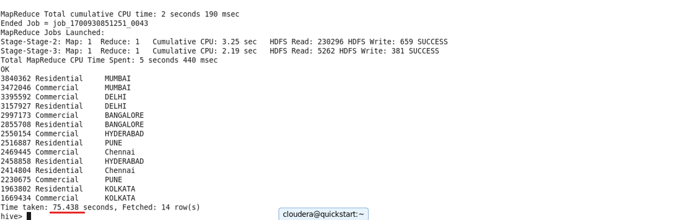 MapReduce Total cumulative CPU time: 2 seconds 190 msec
Ended Job = job_1700930851251_0043
MapReduce Jobs Launched:
Stage-Stage-2: Map: 1  Reduce: 1   Cumulative CPU: 3.25 sec   HDFS Read: 230296 HDFS Write: 659 SUCCESS
Stage-Stage-3: Map: 1  Reduce: 1   Cumulative CPU: 2.19 sec   HDFS Read: 5262 HDFS Write: 381 SUCCESS
Total MapReduce CPU Time Spent: 5 seconds 440 msec
OK
3840362 Residential     MUMBAI
3472046 Commercial      MUMBAI
3395592 Commercial      DELHI
3157927 Residential     DELHI
2997173 Commercial      BANGALORE
2855708 Residential     BANGALORE
2550154 Commercial      HYDERABAD
2516887 Residential     PUNE
2469445 Commercial      Chennai
2458858 Residential     HYDERABAD
2414804 Residential     Chennai
2230675 Commercial      PUNE
1963802 Residential     KOLKATA
1669434 Commercial      KOLKATA
Time taken: 75.438 seconds, Fetched: 14 row(s)
hive>
cloudera@quickstart:~